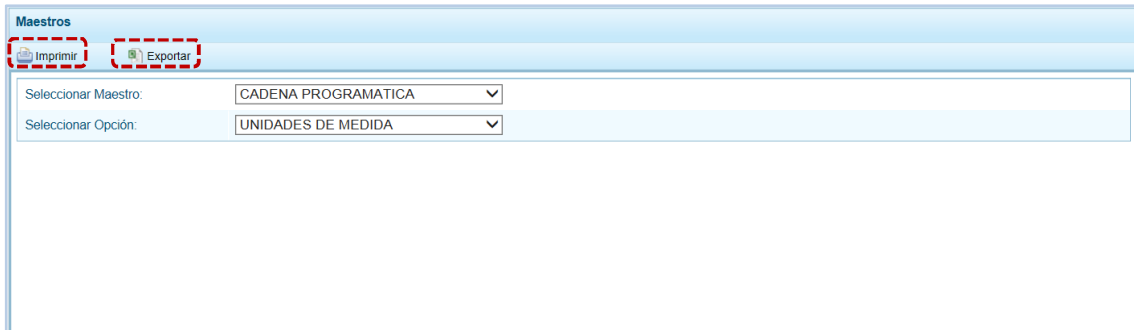 Maestros
Imprimir Exportar
Seleccionar Maestro: CADENA PROGRAMATICA
Seleccionar Opción: UNIDADES DE MEDIDA